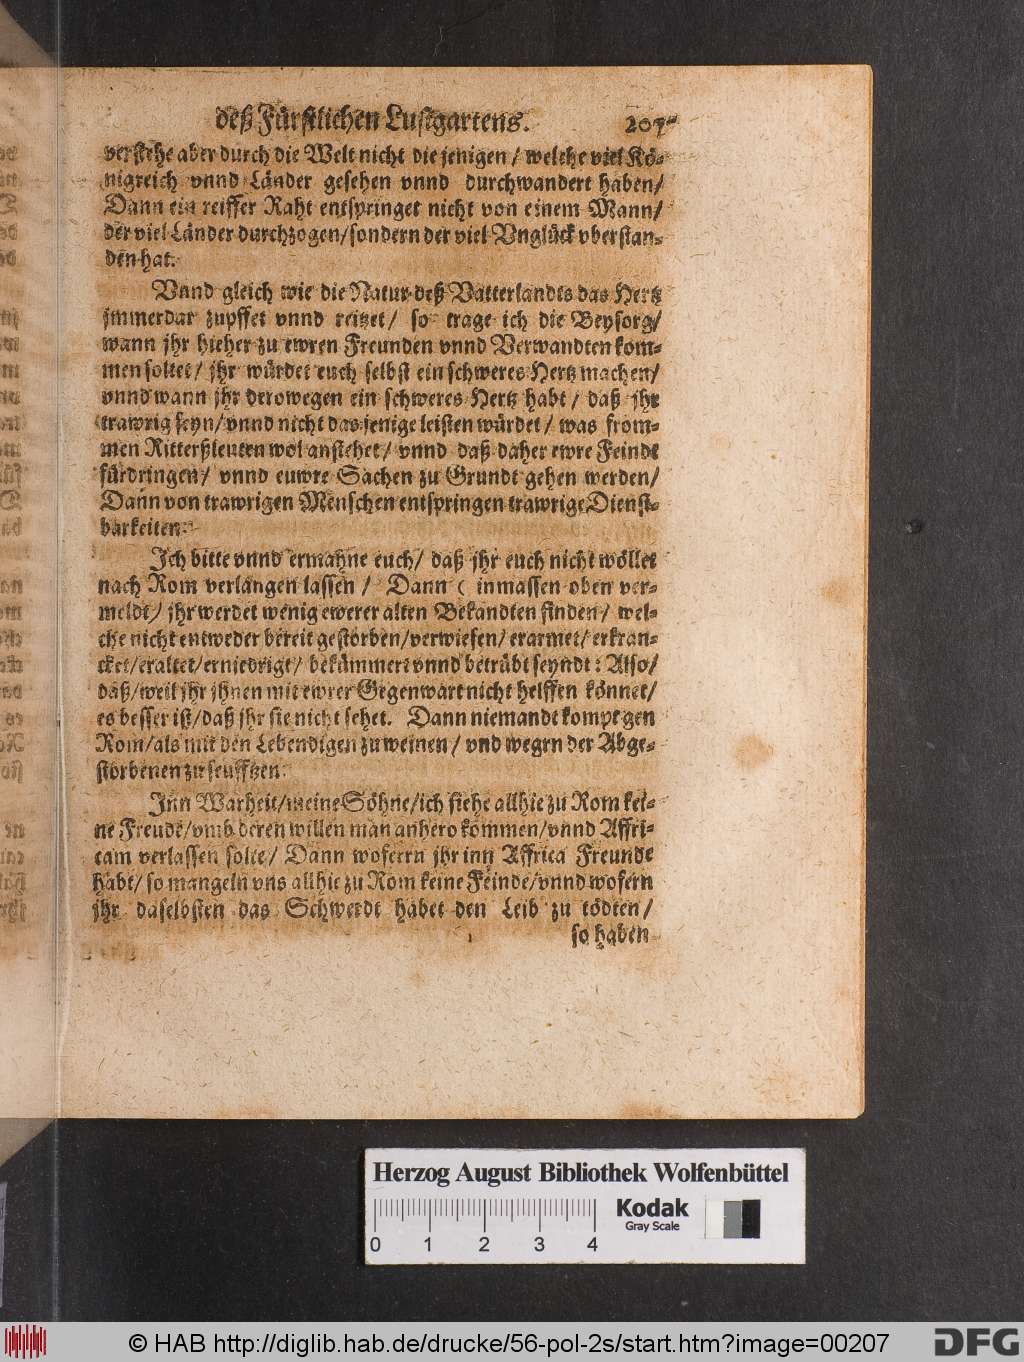 deß Fürstlichen Lustgartens. 207
verstehe aber durch die Welt nicht die jenigen / welche viel Kö-
nigreich vnnd Länder gesehen vnnd durchwandert haben/
Dann ein reiffer Raht entspringet nicht von einem Mann/
der viel Länder durchzogen/sondern der viel Vnglück vberstan-
den hat.
Vnnd gleich wie die Natur deß Vatterlandts das Hertz
jmmerdar zupffet vnnd reitzet/ so trage ich die Beysorg/
wann jhr hieher zu ewren Freunden vnnd Verwandten kom-
men soltet/ jhr würdet euch selbst ein schweres Hertz machen/
vnnd wann jhr derowegen ein schweres Hertz habt / daß jhr
trawrig seyn/vnnd nicht das jenige leisten würdet / was from-
men Ritterßleuten wol anstehet/ vnnd daß daher ewre Feindt
fürdringen/ vnnd euwre Sachen zu Grundt gehen werden/
Dann von trawrigen Menschen entspringen trawrige Dienst-
barkeiten.
Ich bitte vnnd ermahne euch/ daß jhr euch nicht wöllet
nach Rom verlangen lassen / Dann ( inmassen oben ver-
meldt) jhr werdet wenig ewerer alten Bekandten finden/ wel-
che nicht entweder bereit gestorben/verwiesen/ erarmet/ erkran-
cket/eraltet/erniedrigt/ bekümmert vnnd betrübt seyndt: Also/
daß/weil jhr jhnen mit ewrer Gegenwart nicht helffen könnet/
es besser ist/daß jhr sie nicht sehet. Dann niemandt kompt gen
Rom/als mit den Lebendigen zu weinen/ vnd wegen der Abge-
storbenen zu seufftzen.
Inn Warheit/meine Söhne/ich siehe allhie zu Rom kei-
ne Freude/vmb deren willen man anhero kommen/vnnd Affri-
cam verlassen solte/ Dann woferrn jhr inn Affrica Freunde
habt/ so mangeln vns allhie zu Rom keine Feinde/vnnd wofern
jhr daselbsten das Schwerdt habet den Leib zu tödten/
so haben
Herzog August Bibliothek Wolfenbüttel
Kodak
Gray Scale
0 1 2 3 4
© HAB http://diglib.hab.de/drucke/56-pol-2s/start.htm?image=00207
DFG